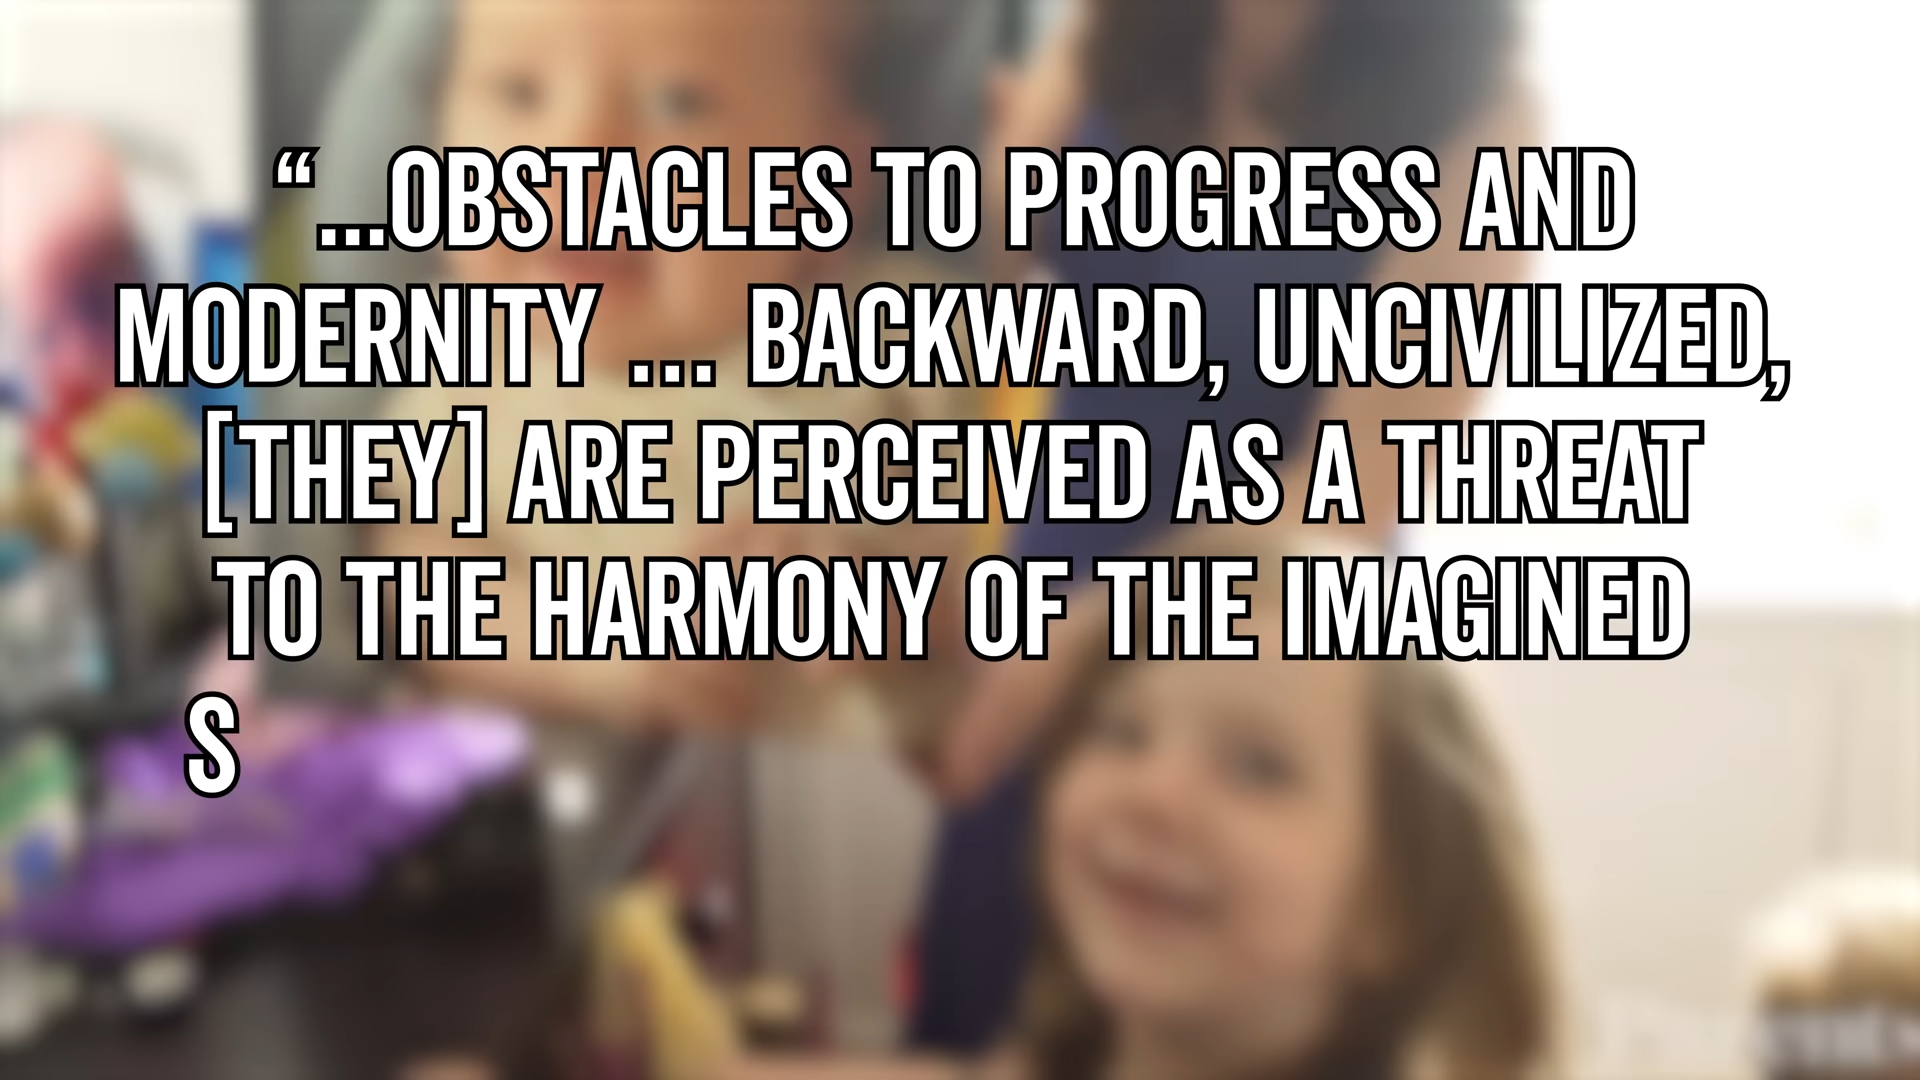 “...OBSTACLES TO PROGRESS AND
MODERNITY ... BACKWARD, UNCIVILIZED,
[THEY] ARE PERCEIVED AS A THREAT
TO THE HARMONY OF THE IMAGINED
S